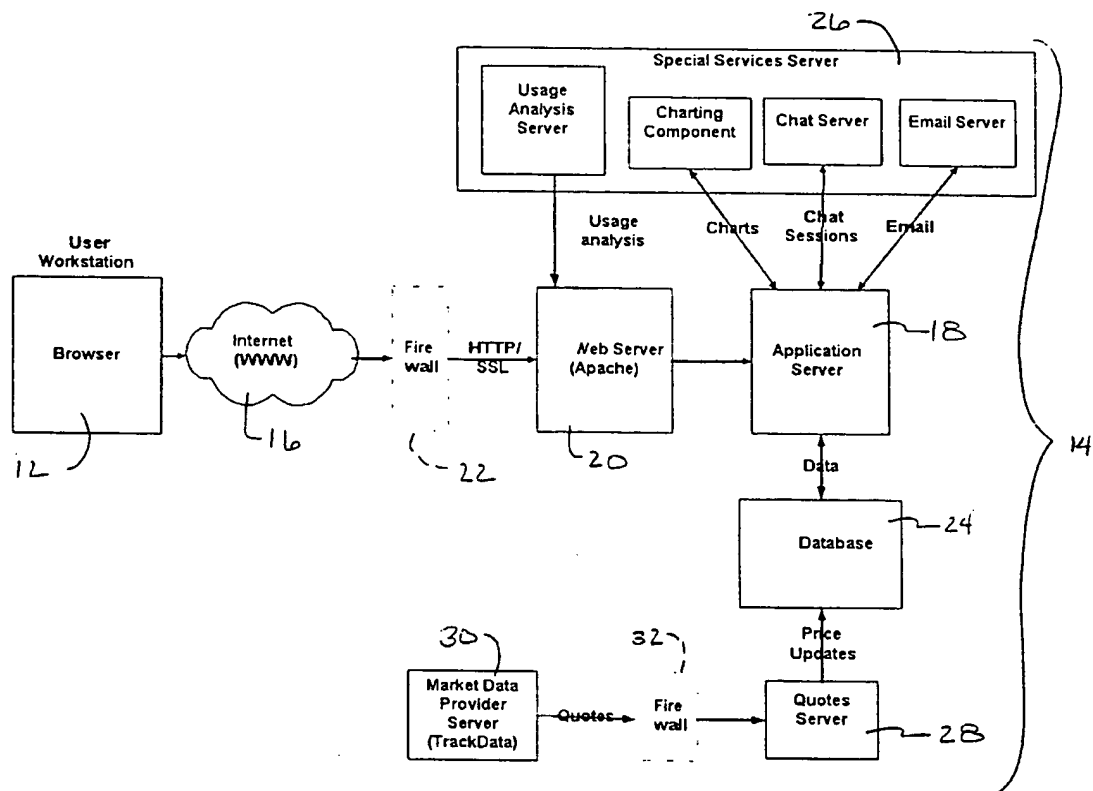 26
Special Services Server
Usage
Analysis
Server
Charting
Component
Chat Server
Email Server
Usage
analysis
Charts
Chat
Sessions
Email
User
Workstation
Browser
12
Internet
(WWW)
16
Fire
wall
22
HTTP/
SSL
Web Server
(Apache)
20
Application
Server
18
14
Data
Database
24
Price
Updates
30
Market Data
Provider
Server
(TrackData)
Quotes
32
Fire
wall
Quotes
Server
28